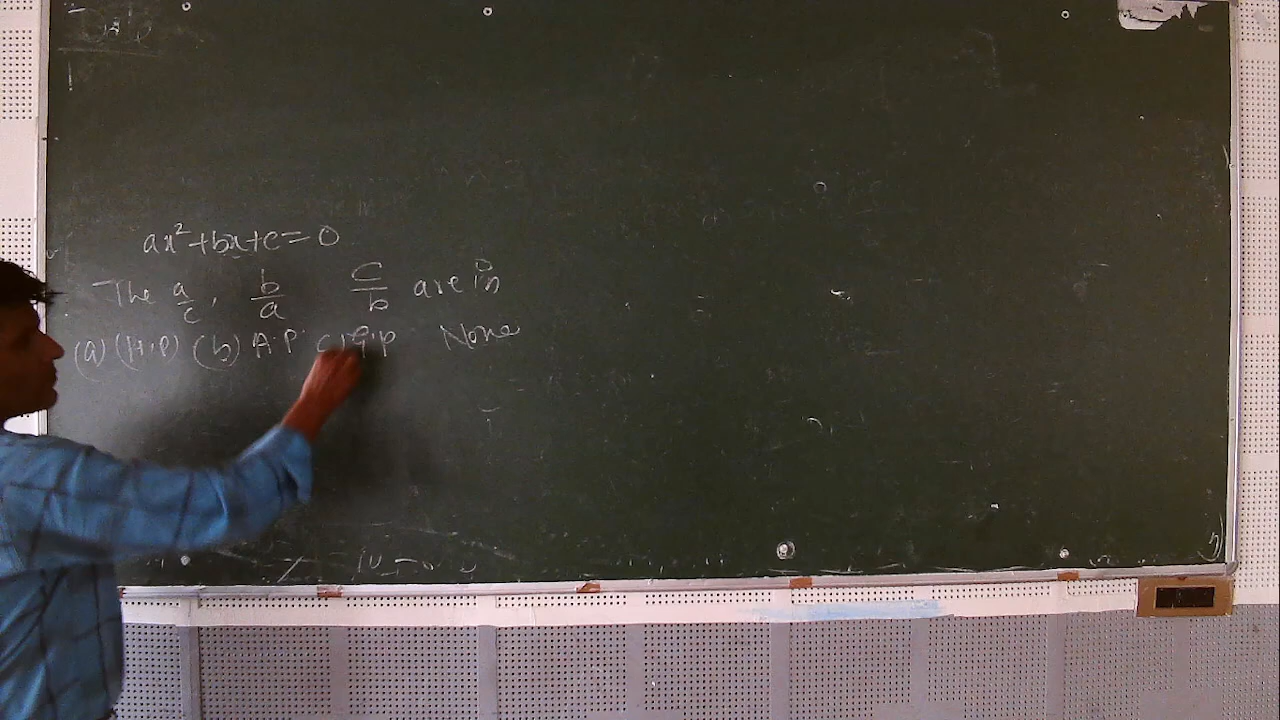 ax²+bx+c=0
The a/c, b/a c/b are in
(a) (H.P) (b) A.P. c) G.P None